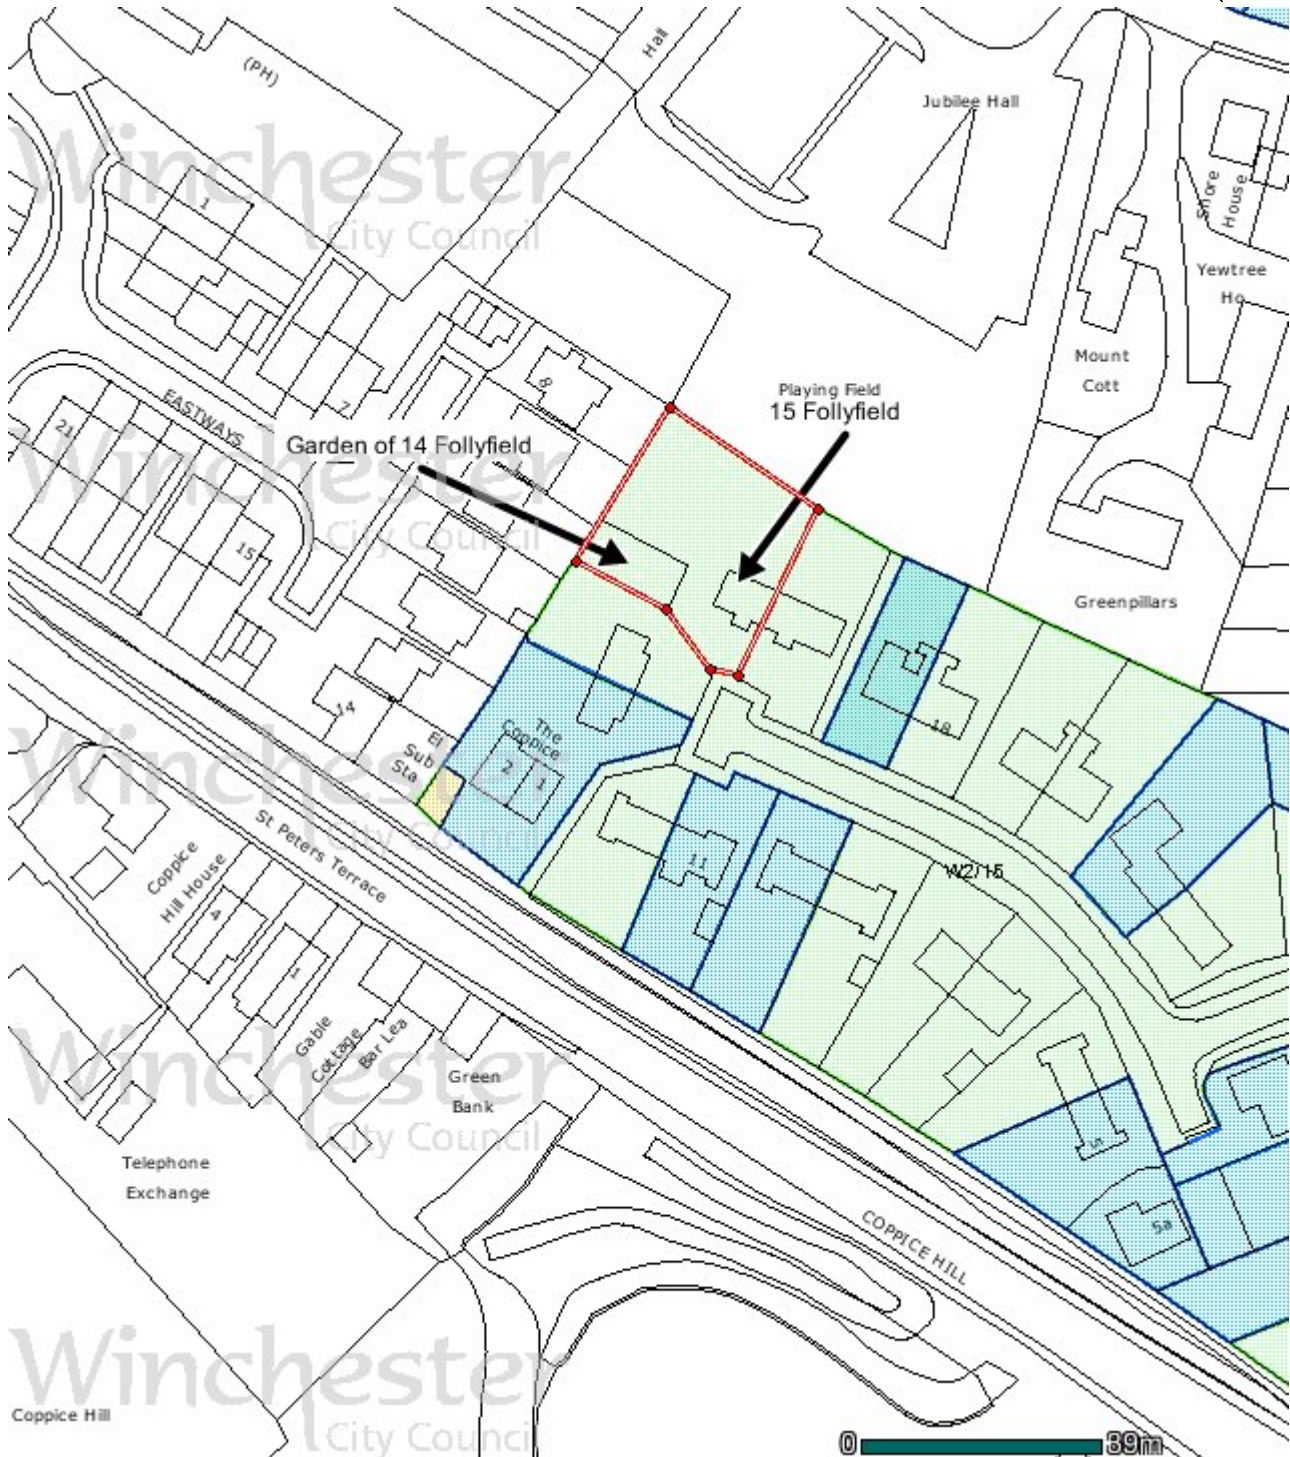 Hall
(PH)
Jubilee Hall
Winchester
City Council
1
Shore
House
Yewtree
Ho
Mount
Cott
8
7
Playing Field
15 Follyfield
EASTWAYS
21
Garden of 14 Follyfield
City Council
15
Greenpillars
14
El
Sub
Sta
The
Coppice
2
1
18
Winchester
City Council
St Peters Terrace
Coppice
Hill House
4
1
11
W2/15
Gable
Cottage
Bar Lea
Green
Bank
Winchester
City Council
Telephone
Exchange
5
5a
COPPICE HILL
Winchester
City Council
Coppice Hill
0
39m